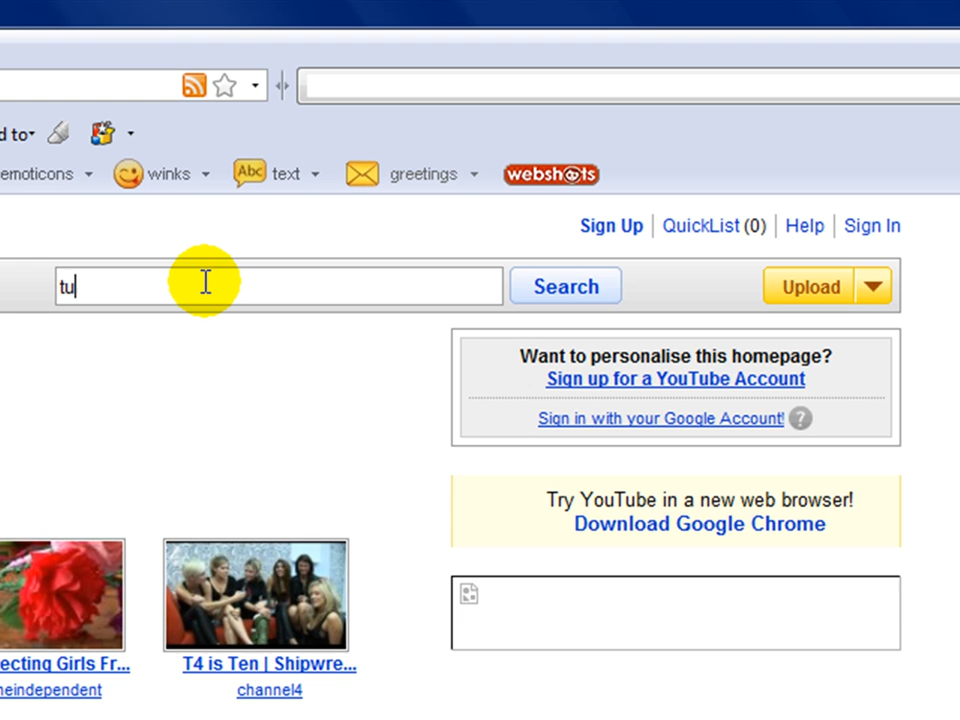 d to
emoticons winks Abc text greetings webshots
Sign Up QuickList (0) Help Sign In
tu Search Upload
Want to personalise this homepage?
Sign up for a YouTube Account
Sign in with your Google Account! ?
Try YouTube in a new web browser!
Download Google Chrome
ecting Girls Fr... T4 is Ten | Shipwre...
neindependent channel4